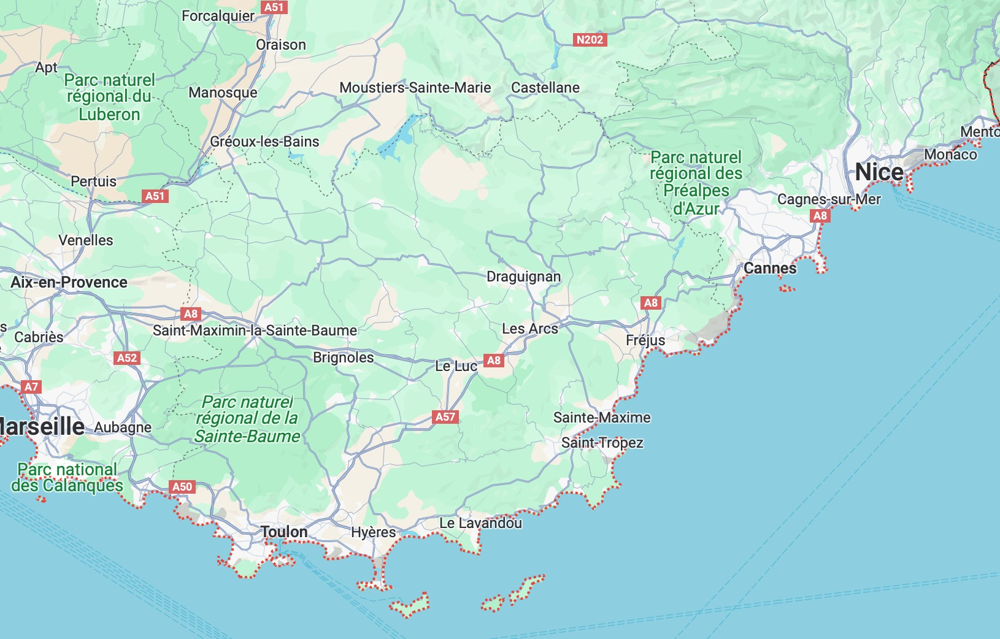 A51
Forcalquier
N202
Oraison
Apt
Parc naturel
régional du
Luberon
Manosque
Moustiers-Sainte-Marie
Castellane
Mento
Gréoux-les-Bains
Monaco
Parc naturel
régional des
Préalpes
d'Azur
Nice
Pertuis
A51
Cagnes-sur-Mer
A8
Venelles
Cannes
Draguignan
Aix-en-Provence
A8
A8
s
Cabriès
Saint-Maximin-la-Sainte-Baume
Les Arcs
Fréjus
A52
Brignoles
Le Luc
A8
A7
Parc naturel
régional de la
Sainte-Baume
A57
Sainte-Maxime
Marseille
Aubagne
Saint-Tropez
Parc national
des Calanques
A50
Toulon
Hyères
Le Lavandou